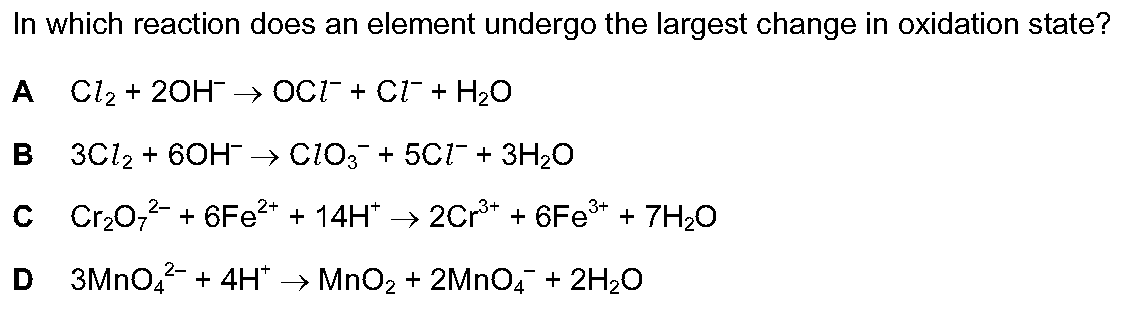 In which reaction does an element undergo the largest change in oxidation state?
A Cl₂ + 2OH⁻ → OCl⁻ + Cl⁻ + H₂O
B 3Cl₂ + 6OH⁻ → ClO₃⁻ + 5Cl⁻ + 3H₂O
C Cr₂O₇²⁻ + 6Fe²⁺ + 14H⁺ → 2Cr³⁺ + 6Fe³⁺ + 7H₂O
D 3MnO₄²⁻ + 4H⁺ → MnO₂ + 2MnO₄⁻ + 2H₂O